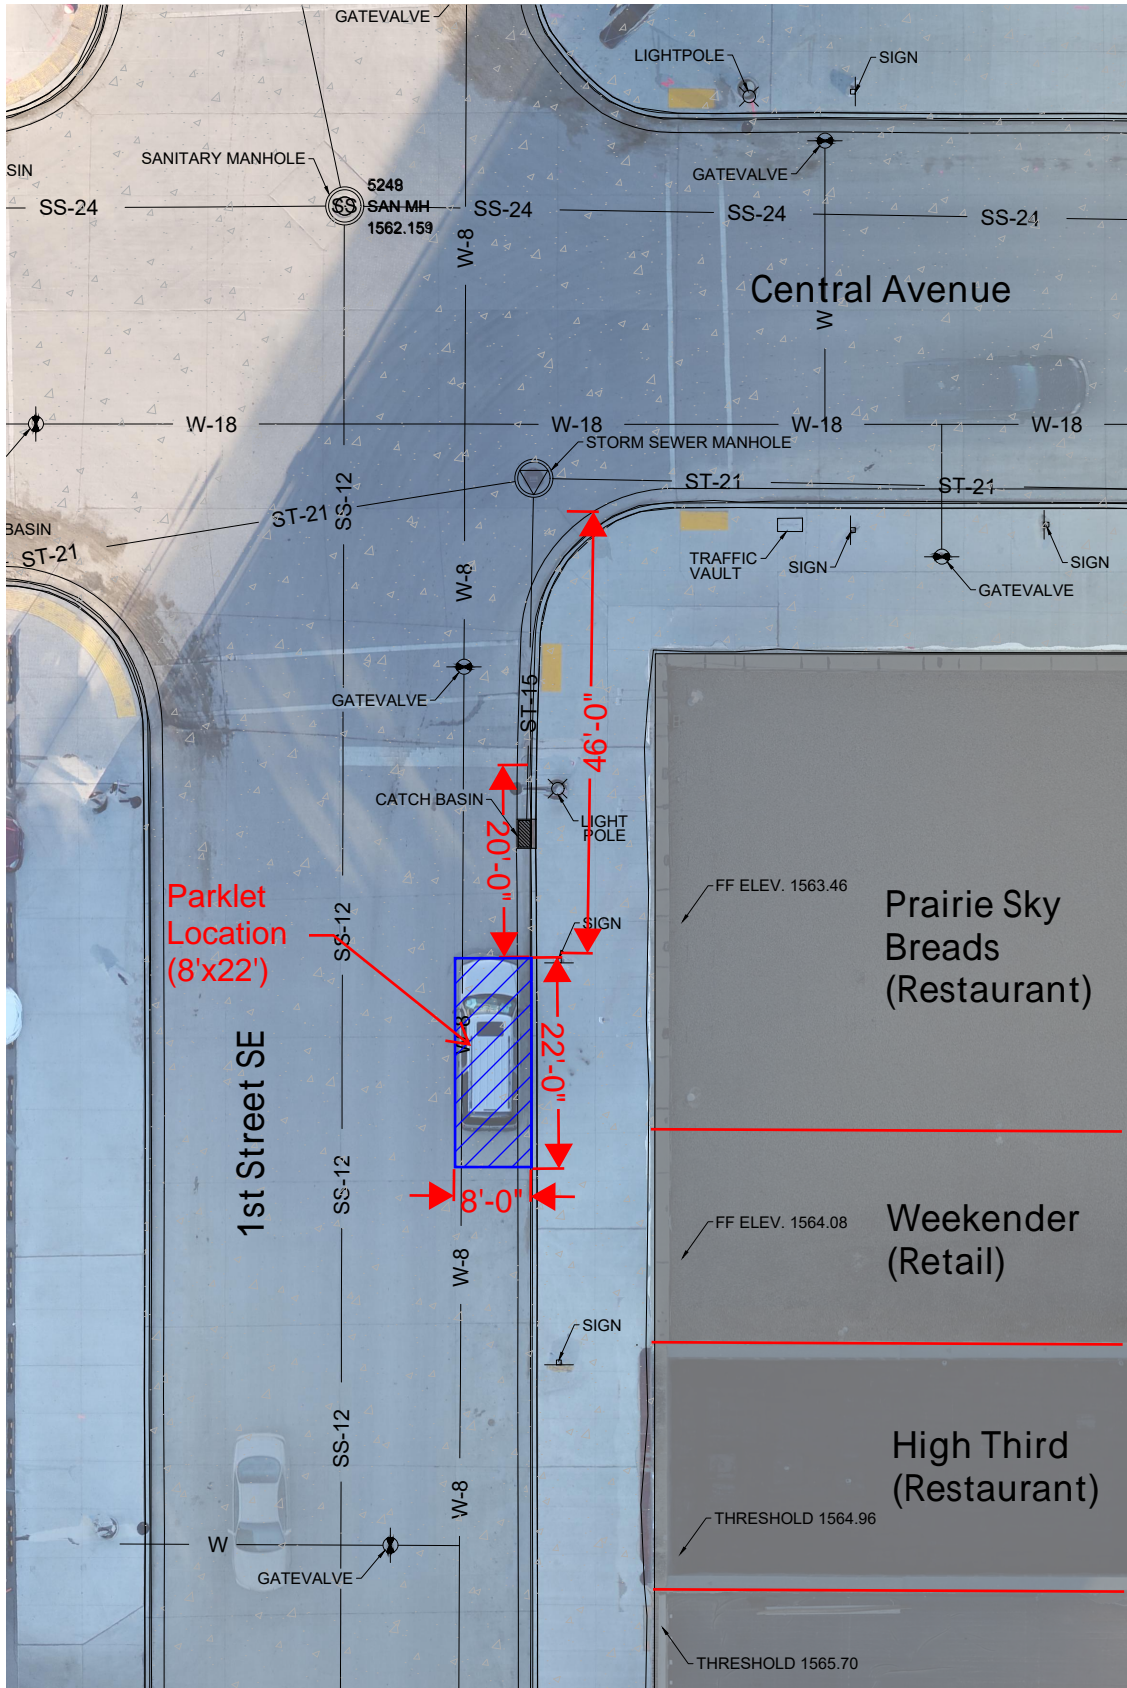 GATEVALVE
LIGHTPOLE
SIGN
SANITARY MANHOLE
GATEVALVE
SIN
SS-24
SS
5249
SAN MH
1562.159
SS-24
SS-24
SS-24
W-8
Central Avenue
W
W-18
W-18
W-18
W-18
STORM SEWER MANHOLE
SS-12
ST-21
ST-21
ST-21
BASIN
ST-21
TRAFFIC
VAULT
SIGN
SIGN
GATEVALVE
W-8
GATEVALVE
ST-15
46'-0"
CATCH BASIN
20'-0"
LIGHT
POLE
Parklet
Location
(8'x22')
SS-12
SIGN
FF ELEV. 1563.46
Prairie Sky
Breads
(Restaurant)
W-8
22'-0"
1st Street SE
SS-12
8'-0"
W-8
FF ELEV. 1564.08
Weekender
(Retail)
SIGN
SS-12
W-8
High Third
(Restaurant)
THRESHOLD 1564.96
W
GATEVALVE
THRESHOLD 1565.70